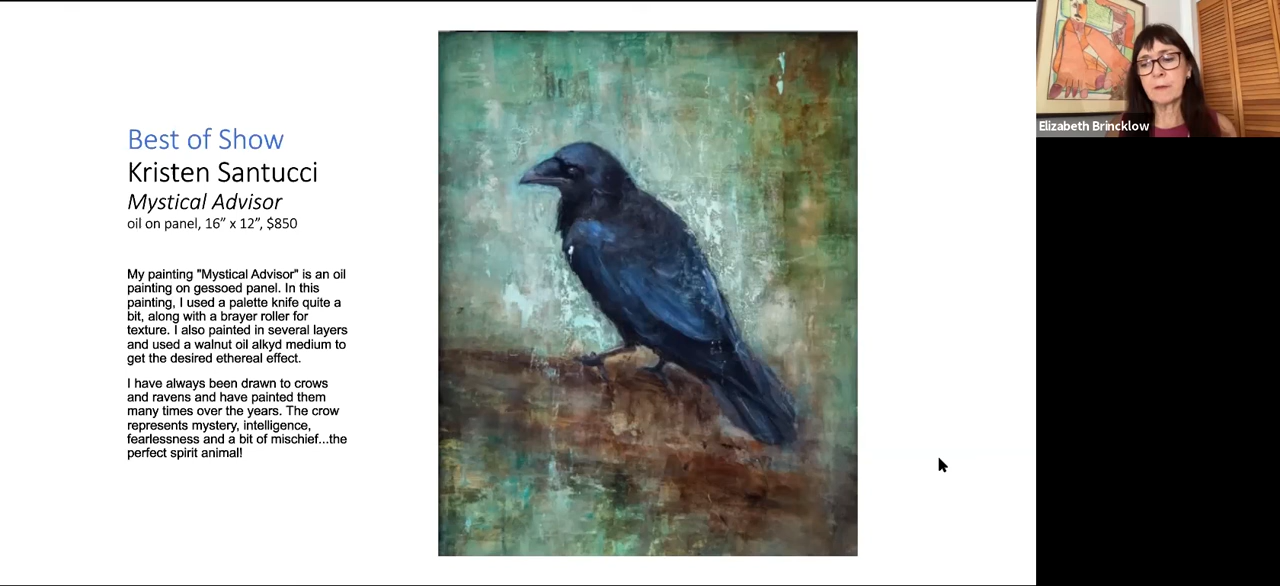 Best of Show
Kristen Santucci
Mystical Advisor
oil on panel, 16” x 12”, $850
My painting "Mystical Advisor" is an oil
painting on gessoed panel. In this
painting, I used a palette knife quite a
bit, along with a brayer roller for
texture. I also painted in several layers
and used a walnut oil alkyd medium to
get the desired ethereal effect.
I have always been drawn to crows
and ravens and have painted them
many times over the years. The crow
represents mystery, intelligence,
fearlessness and a bit of mischief...the
perfect spirit animal!
Elizabeth Brincklow